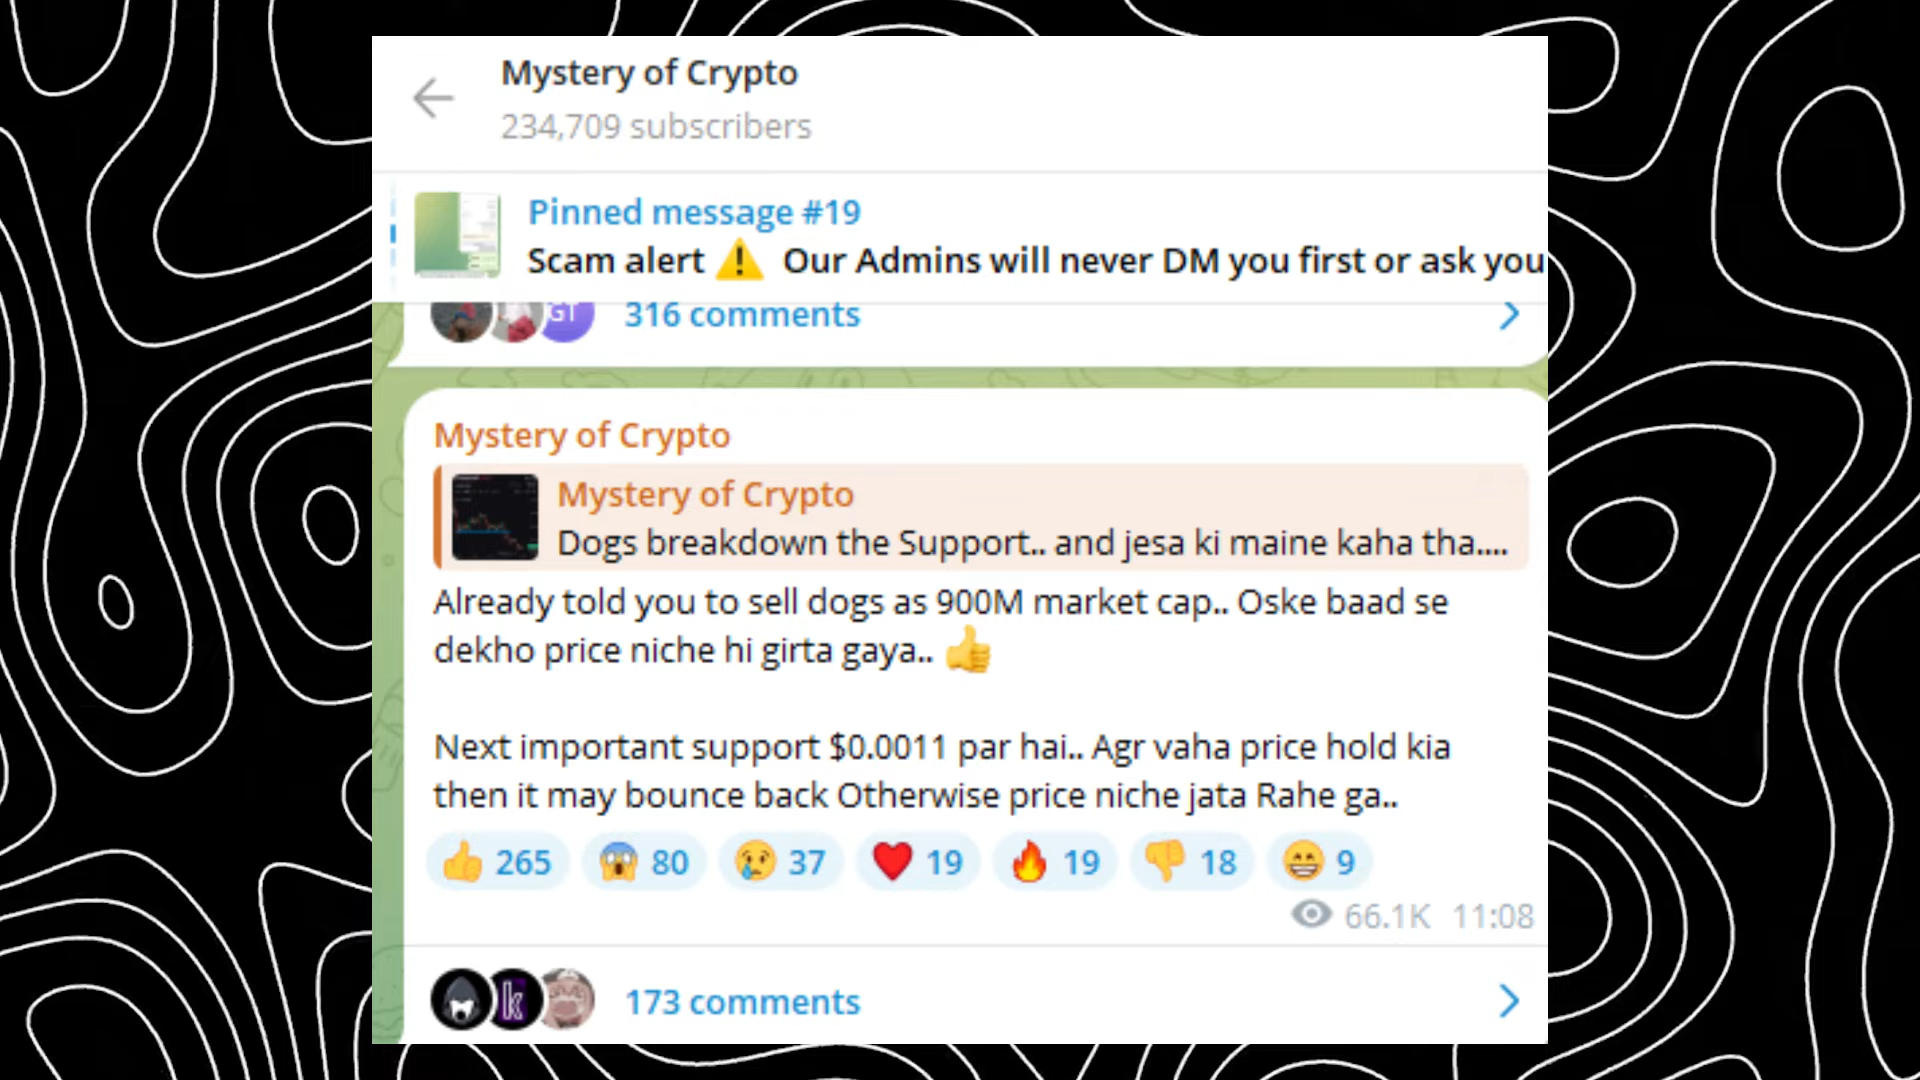 Mystery of Crypto
234,709 subscribers
Pinned message #19
Scam alert ⚠️ Our Admins will never DM you first or ask you
GT
316 comments
Mystery of Crypto
Mystery of Crypto
Dogs breakdown the Support.. and jesa ki maine kaha tha....
Already told you to sell dogs as 900M market cap.. Oske baad se
dekho price niche hi girta gaya.. 👍
Next important support $0.0011 par hai.. Agr vaha price hold kia
then it may bounce back Otherwise price niche jata Rahe ga..
👍 265 😱 80 😢 37 ❤️ 19 🔥 19 👎 18 😁 9
66.1K 11:08
k
173 comments